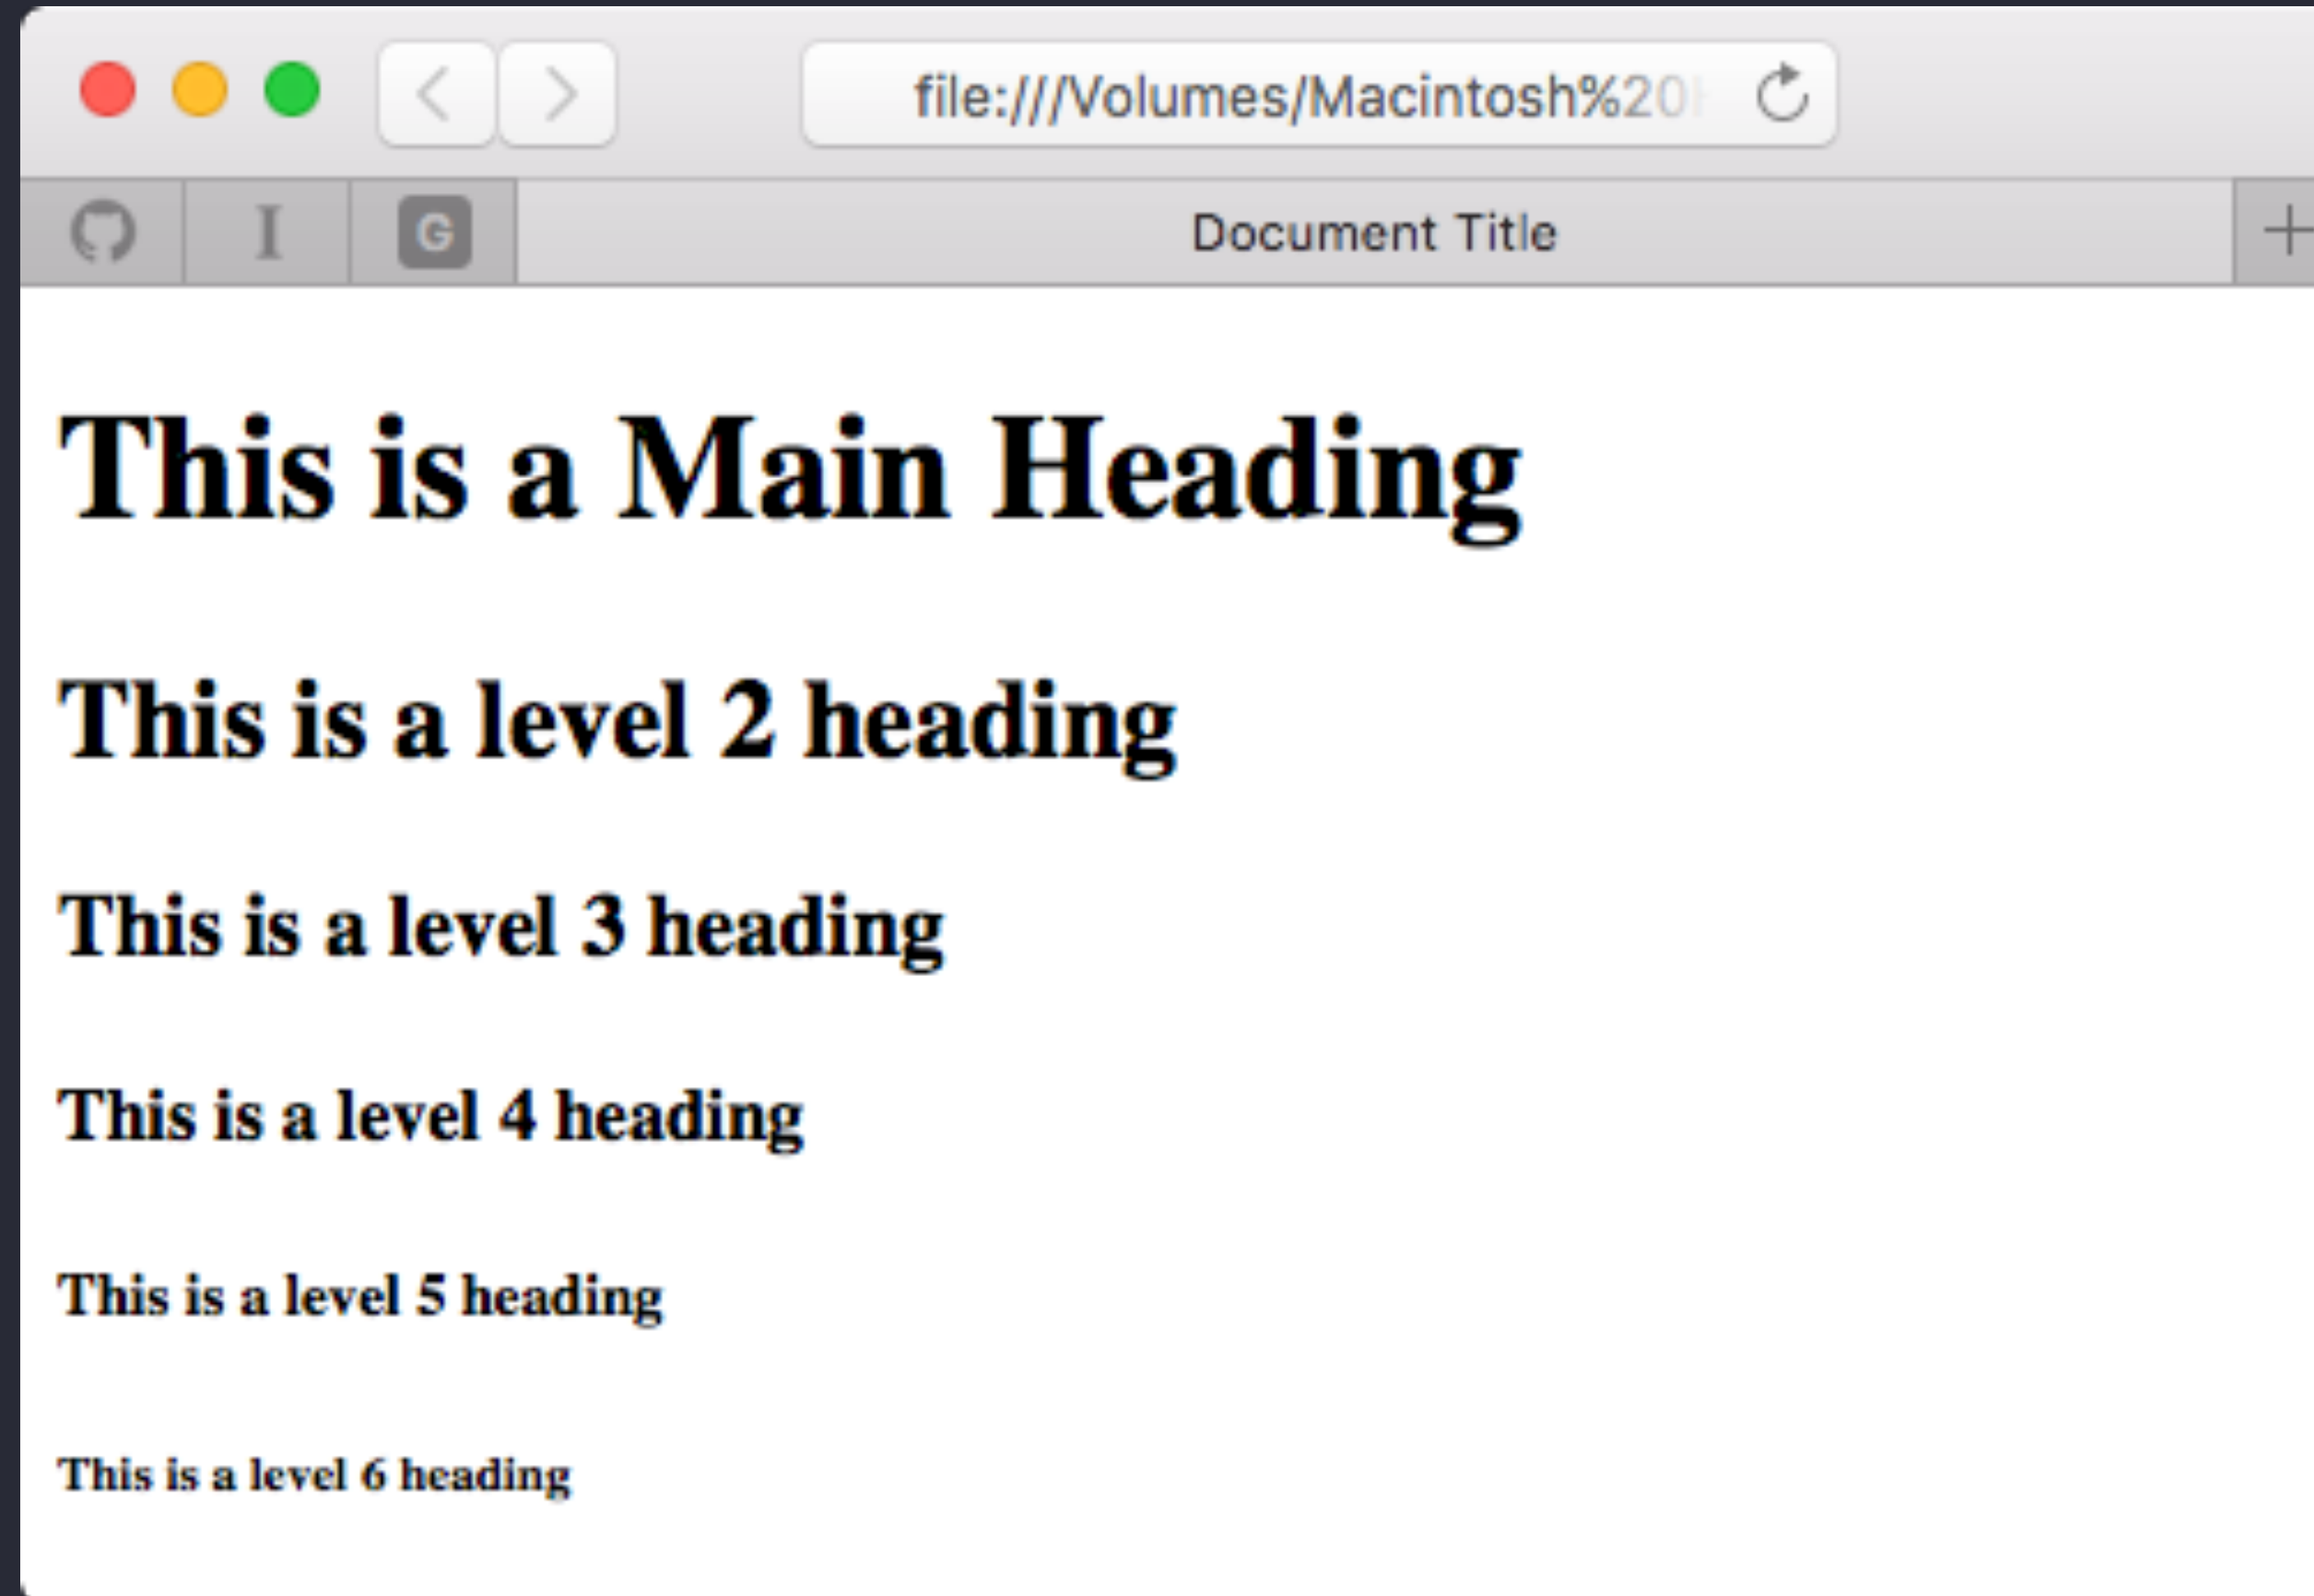 file:///Volumes/Macintosh%20
I G Document Title
This is a Main Heading
This is a level 2 heading
This is a level 3 heading
This is a level 4 heading
This is a level 5 heading
This is a level 6 heading